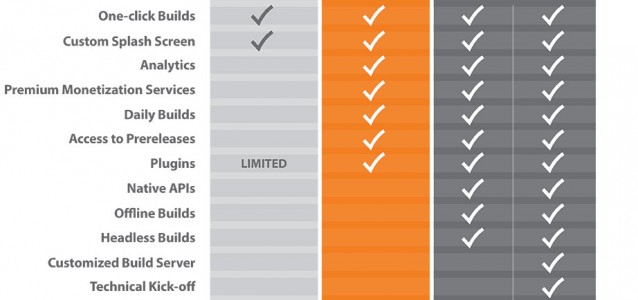 One-click Builds
Custom Splash Screen
Analytics
Premium Monetization Services
Daily Builds
Access to Prereleases
Plugins LIMITED
Native APIs
Offline Builds
Headless Builds
Customized Build Server
Technical Kick-off